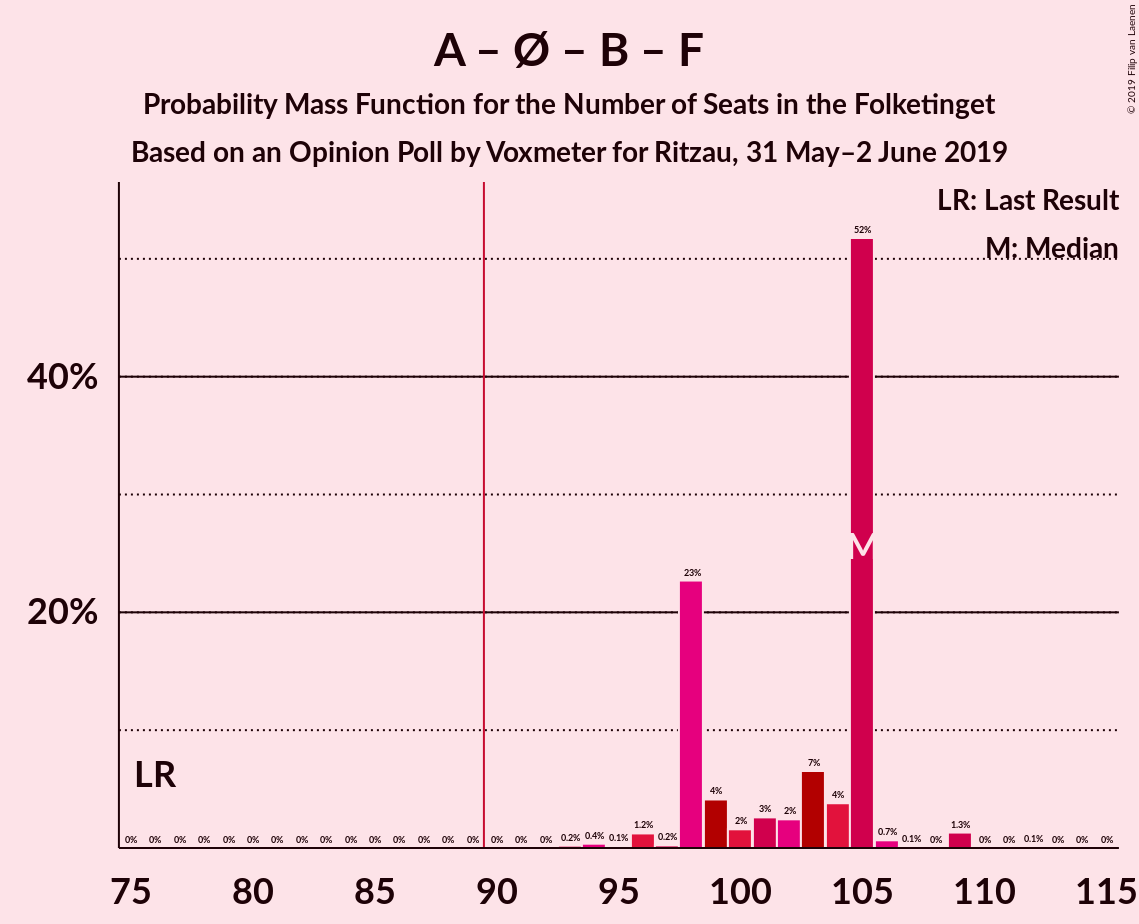 A – Ø – B – F
Probability Mass Function for the Number of Seats in the Folketinget
Based on an Opinion Poll by Voxmeter for Ritzau, 31 May–2 June 2019
© 2019 Filip van Laenen
LR: Last Result
M: Median
52%
40%
M
23%
20%
7%
LR
4% 2% 3% 2% 4%
0% 0% 0% 0% 0% 0% 0% 0% 0% 0% 0% 0% 0% 0% 0% 0% 0% 0% 0.2% 0.4% 0.1% 1.2% 0.2% 0.7% 0.1% 0% 1.3% 0% 0% 0.1% 0% 0% 0%
75 80 85 90 95 100 105 110 115